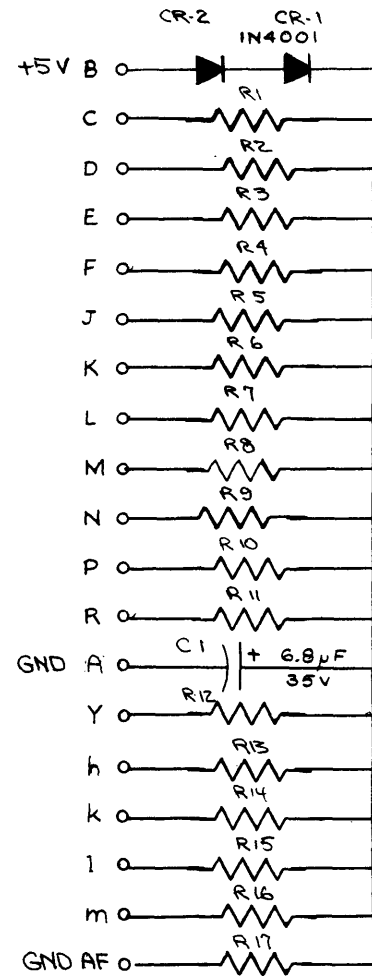 CR-2 CR-1
1N4001
+5V B
R1
C
R2
D
R3
E
R4
F
R5
J
R6
K
R7
L
R8
M
R9
N
R10
P
R11
R
GND A C1 + 6.8µF
35V
R12
Y
R13
h
R14
k
R15
l
R16
m
R17
GND AF